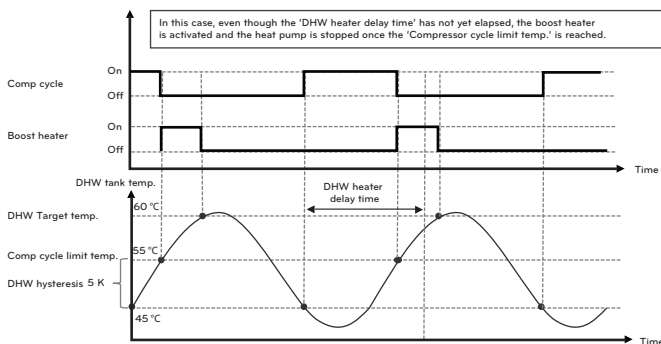 In this case, even though the ‘DHW heater delay time’ has not yet elapsed, the boost heater
is activated and the heat pump is stopped once the ‘Compressor cycle limit temp.’ is reached.
On
Comp cycle
Off
On
Boost heater
Off
Time
DHW tank temp.
60 °C
DHW heater
delay time
DHW Target temp.
55 °C
Comp cycle limit temp.
DHW hysteresis 5 K
45 °C
Time